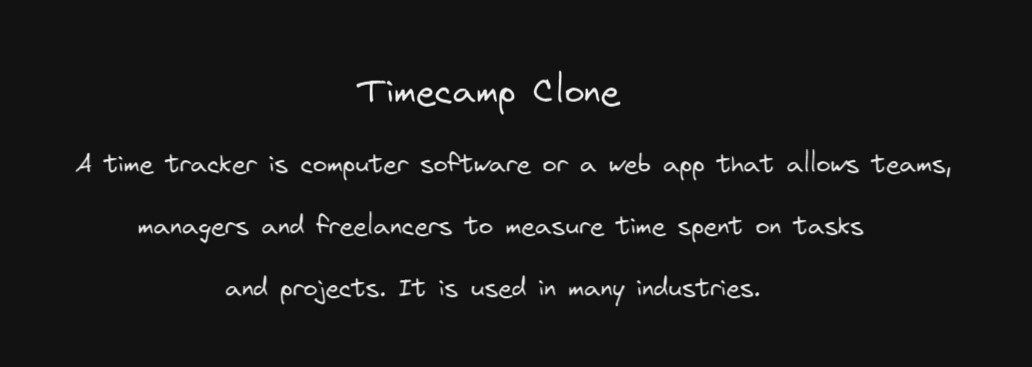 Timecamp Clone
A time tracker is computer software or a web app that allows teams,
managers and freelancers to measure time spent on tasks
and projects. It is used in many industries.